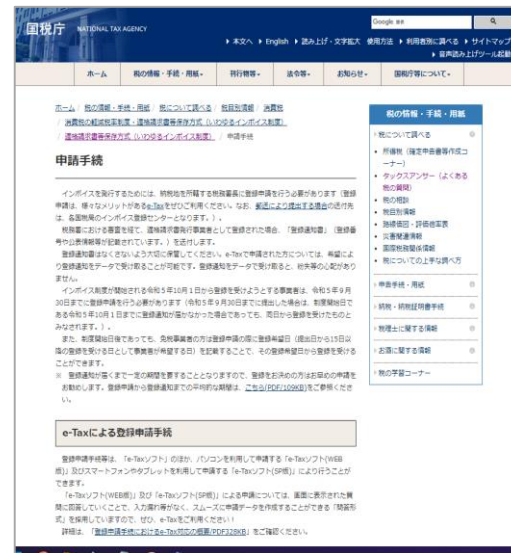 国税庁 NATIONAL TAX AGENCY
本文へ English 読み上げ・文字拡大 使用方法 利用者別に調べる サイトマップ
音声読み上げツール起動
ホーム 税の情報・手続・用紙 刊行物等 法令等 お知らせ 国税庁等について
ホーム / 税の情報・手続・用紙 / 税について調べる / 税目別情報 / 消費税
/ 消費税の軽減税率制度・適格請求書等保存方式(いわゆるインボイス制度)
/ 適格請求書等保存方式(いわゆるインボイス制度) / 申請手続
申請手続
インボイスを発行するためには、納税地を所轄する税務署長に登録申請を行う必要があります(登録
申請は、様々なメリットがあるe-Taxをぜひご利用ください。なお、郵送により提出する場合の送付先
は、各国税局のインボイス登録センターとなります。)。
税務署における審査を経て、適格請求書発行事業者として登録された場合、「登録通知書」(登録番
号や公表情報等が記載されています。)を送付します。
登録通知書はなくさないよう大切に保管してください。e-Taxで申請された方については、希望によ
り登録通知をデータで受け取ることが可能です。登録通知をデータで受け取ると、紛失等の心配があり
ません。
インボイス制度が開始される令和5年10月1日から登録を受けようとする事業者は、令和5年9月
30日までに登録申請を行う必要があります(令和5年9月30日までに提出した場合は、制度開始日で
ある令和5年10月1日までに登録通知が届かなかった場合であっても、同日から登録を受けたものと
みなされます。)。
また、制度開始日後であっても、免税事業者の方は登録申請の際に登録希望日(提出日から15日以
降の登録を受ける日として事業者が希望する日)を記載することで、その登録希望日から登録を受ける
ことができます。
※ 登録通知が届くまで一定の期間を要することとなりますので、登録をお決めの方はお早めの申請を
お勧めします。登録申請から登録通知までの平均的な期間は、こちら(PDF/109KB)をご参照くださ
い。
e-Taxによる登録申請手続
登録申請手続等は、「e-Taxソフト」のほか、パソコンを利用して申請する「e-Taxソフト(WEB
版)」及びスマートフォンやタブレットを利用して申請する「e-Taxソフト(SP版)」により行うことが
できます。
「e-Taxソフト(WEB版)」及び「e-Taxソフト(SP版)」による申請については、画面に表示された質
問に回答していくことで、入力漏れ等がなく、スムーズに申請データを作成することができる「問答形
式」を採用していますので、ぜひ、e-Taxをご利用ください!
詳細は、「登録申請手続におけるe-Tax対応の概要/PDF328KB」をご確認ください。
税の情報・手続・用紙
税について調べる
所得税(確定申告書等作成コ
ーナー)
タックスアンサー(よくある
税の質問)
税の相談
税目別情報
路線価図・評価倍率表
災害関連情報
国際税務関係情報
税についての上手な調べ方
申告手続・用紙
納税・納税証明書手続
税理士に関する情報
お酒に関する情報
税の学習コーナー